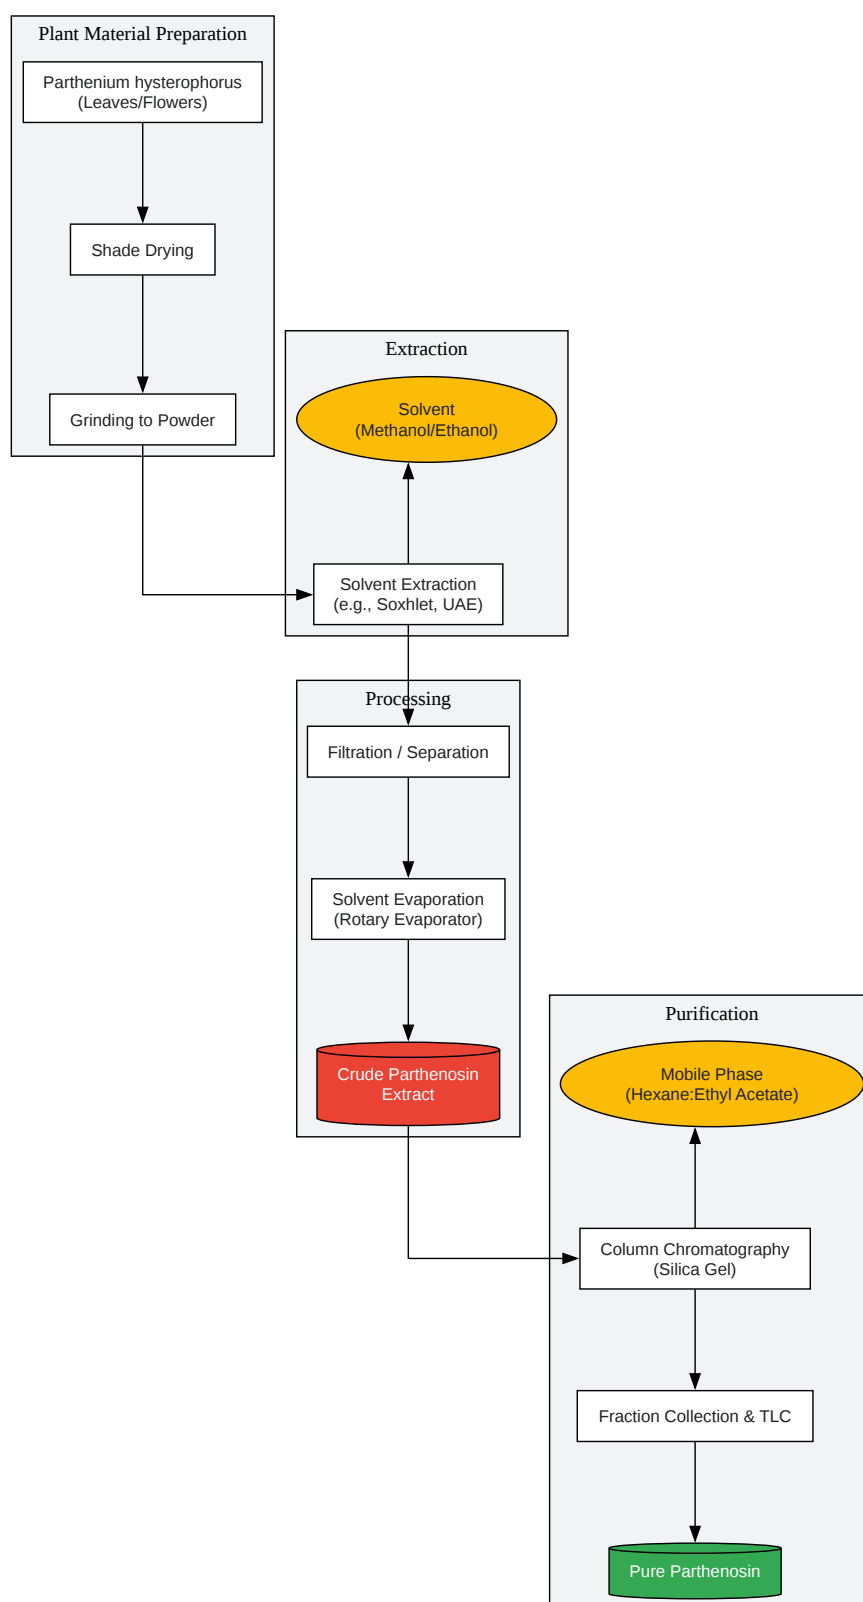 Plant Material Preparation
Parthenium hysterophorus
(Leaves/Flowers)
Shade Drying
Grinding to Powder
Extraction
Solvent
(Methanol/Ethanol)
Solvent Extraction
(e.g., Soxhlet, UAE)
Processing
Filtration / Separation
Solvent Evaporation
(Rotary Evaporator)
Crude Parthenosin
Extract
Purification
Mobile Phase
(Hexane:Ethyl Acetate)
Column Chromatography
(Silica Gel)
Fraction Collection & TLC
Pure Parthenosin